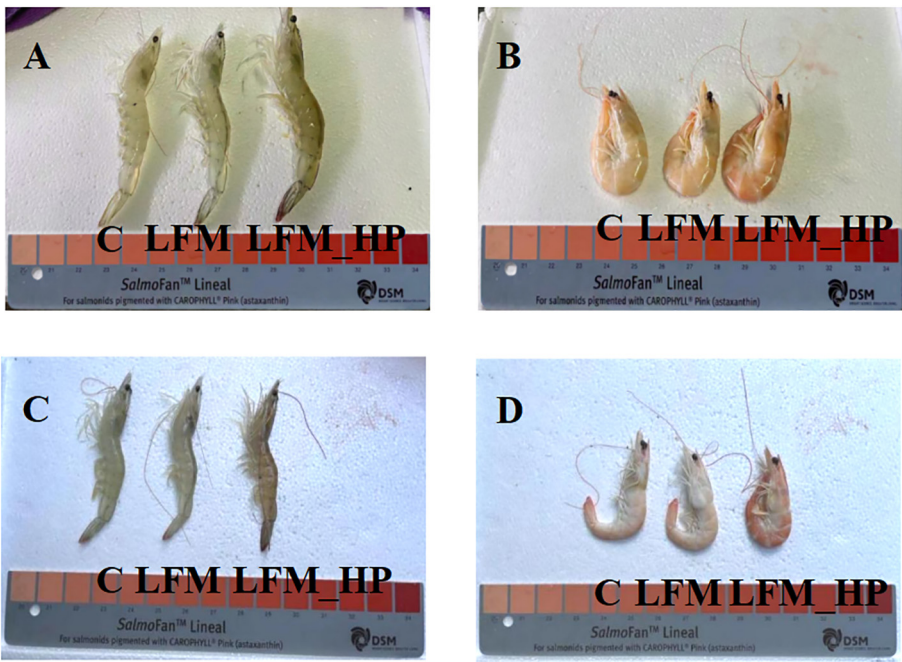 A
C LFM LFM_HP
SalmoFan™ Lineal
For salmonids pigmented with CAROPHYLL® Pink (astaxanthin)
DSM
B
C LFM LFM_HP
SalmoFan™ Lineal
For salmonids pigmented with CAROPHYLL® Pink (astaxanthin)
DSM
C
C LFM LFM_HP
SalmoFan™ Lineal
For salmonids pigmented with CAROPHYLL® Pink (astaxanthin)
DSM
D
C LFM LFM_HP
SalmoFan™ Lineal
For salmonids pigmented with CAROPHYLL® Pink (astaxanthin)
DSM